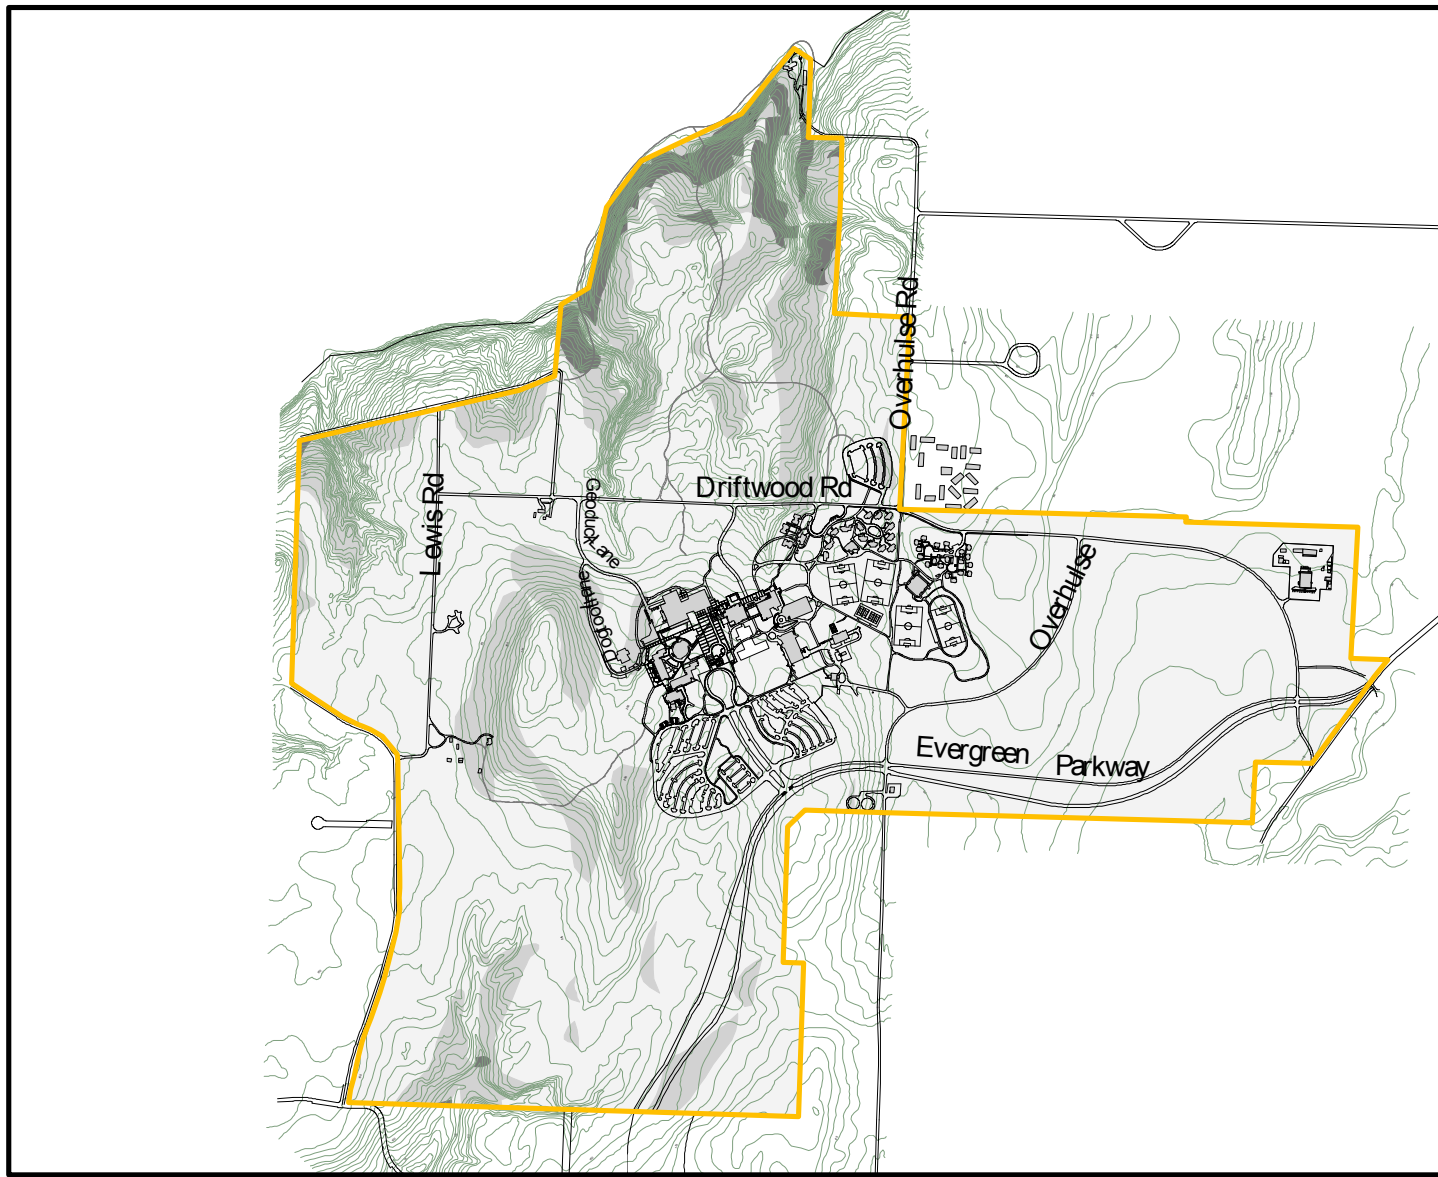 Overhulse Rd
Driftwood Rd
Geoduck Lane
Lewis Rd
Overhulse
Evergreen Parkway